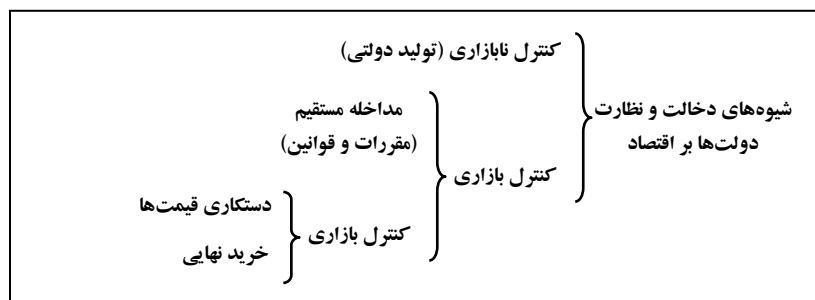 کنترل نابازاری (تولید دولتی)
شیوه‌های دخالت و نظارت
دولت‌ها بر اقتصاد
مداخله مستقیم
(مقررات و قوانین)
کنترل بازاری
دستکاری قیمت‌ها
کنترل بازاری
خرید نهایی